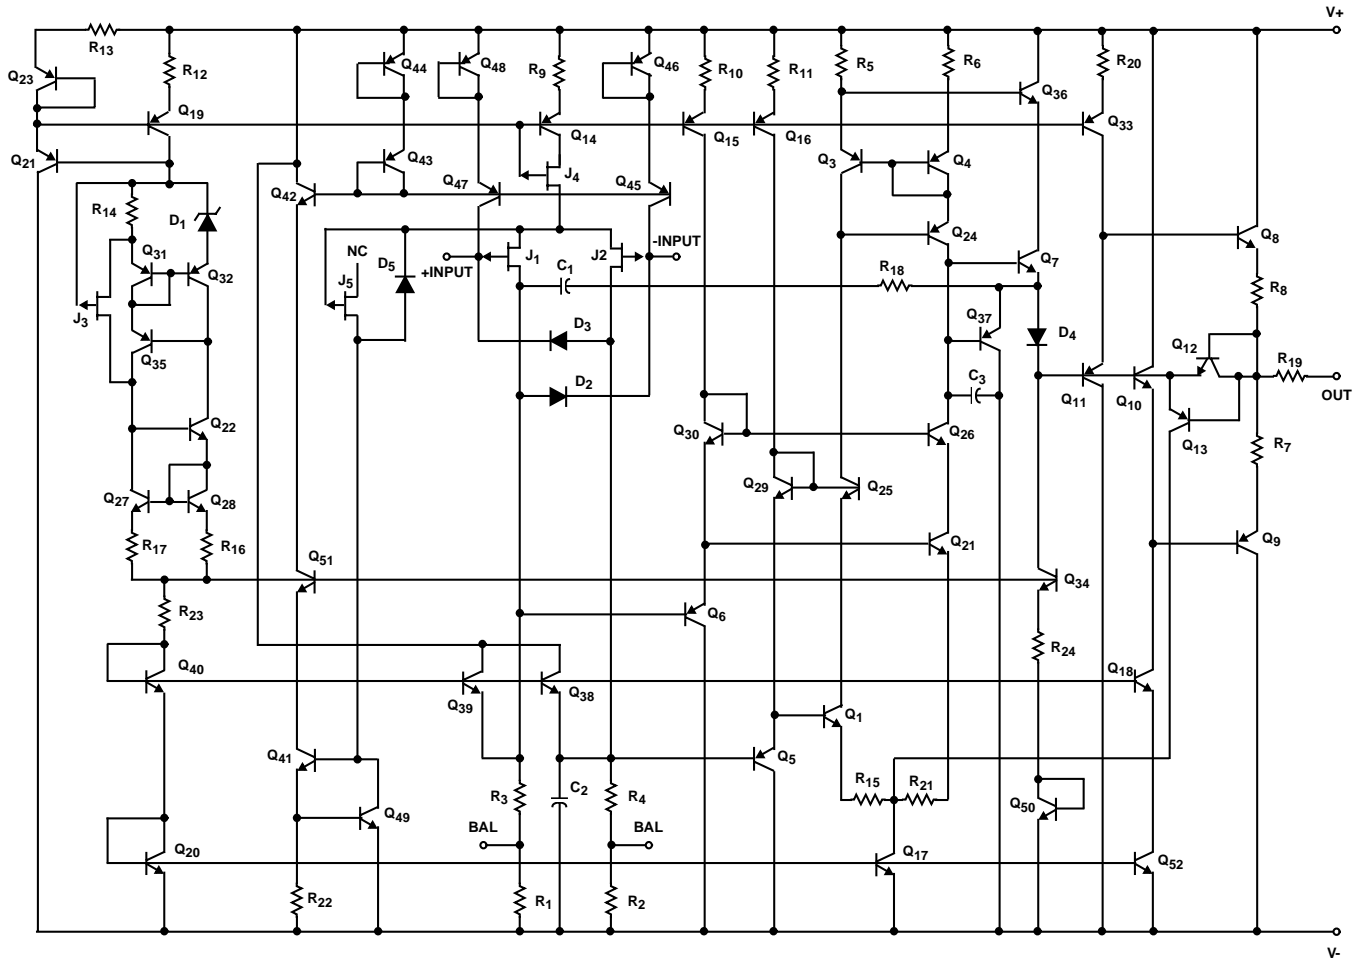 V+
R13
Q23
R12
Q44
Q48
R9
Q46
R10
R11
R5
R6
Q36
R20
Q19
Q14
Q15
Q16
Q33
Q21
Q43
Q47
J4
Q45
Q3
Q4
Q42
R14
D1
Q31
Q32
NC
D5
J5
+INPUT
J1
J2
-INPUT
C1
R18
Q24
Q7
Q8
R8
J3
Q35
D3
D2
Q37
D4
Q12
R19
C3
OUT
Q11
Q10
Q13
Q22
Q30
Q26
R7
Q27
Q28
Q29
Q25
R17
R16
Q51
Q21
Q9
Q34
R23
Q6
R24
Q40
Q39
Q38
Q18
Q1
Q41
Q5
R3
C2
R4
R15
R21
Q50
Q49
BAL
BAL
Q20
Q17
Q52
R22
R1
R2
V-